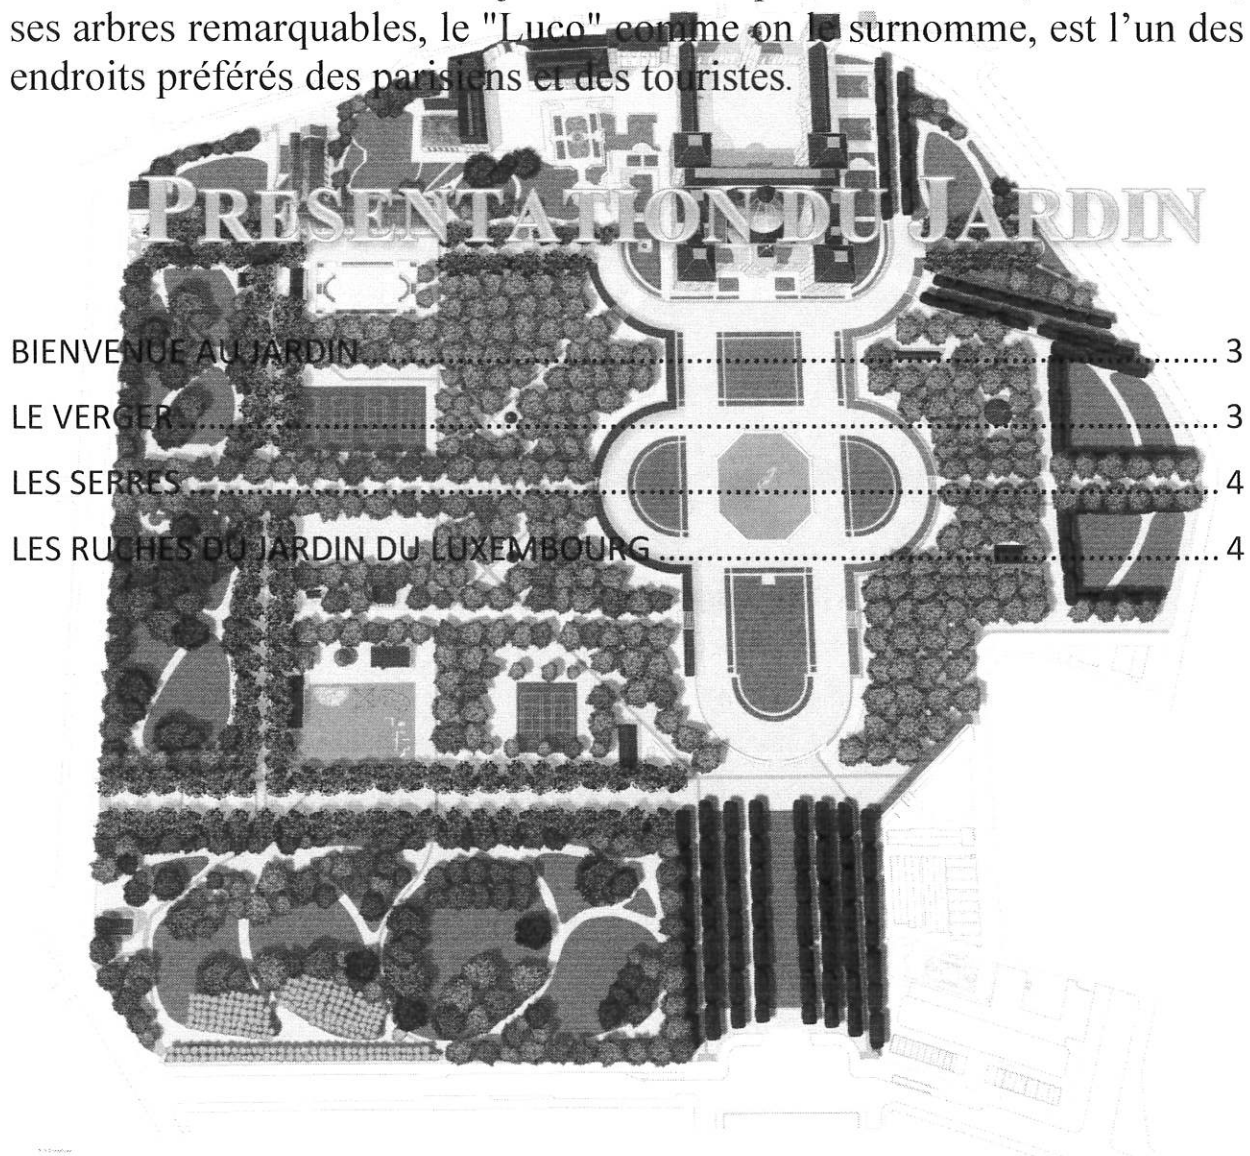 ses arbres remarquables, le "Luco" comme on le surnomme, est l’un des
endroits préférés des parisiens et des touristes.
PRÉSENTATION DU JARDIN
BIENVENUE AU JARDIN 3
LE VERGER 3
LES SERRES 4
LES RUCHES DU JARDIN DU LUXEMBOURG 4